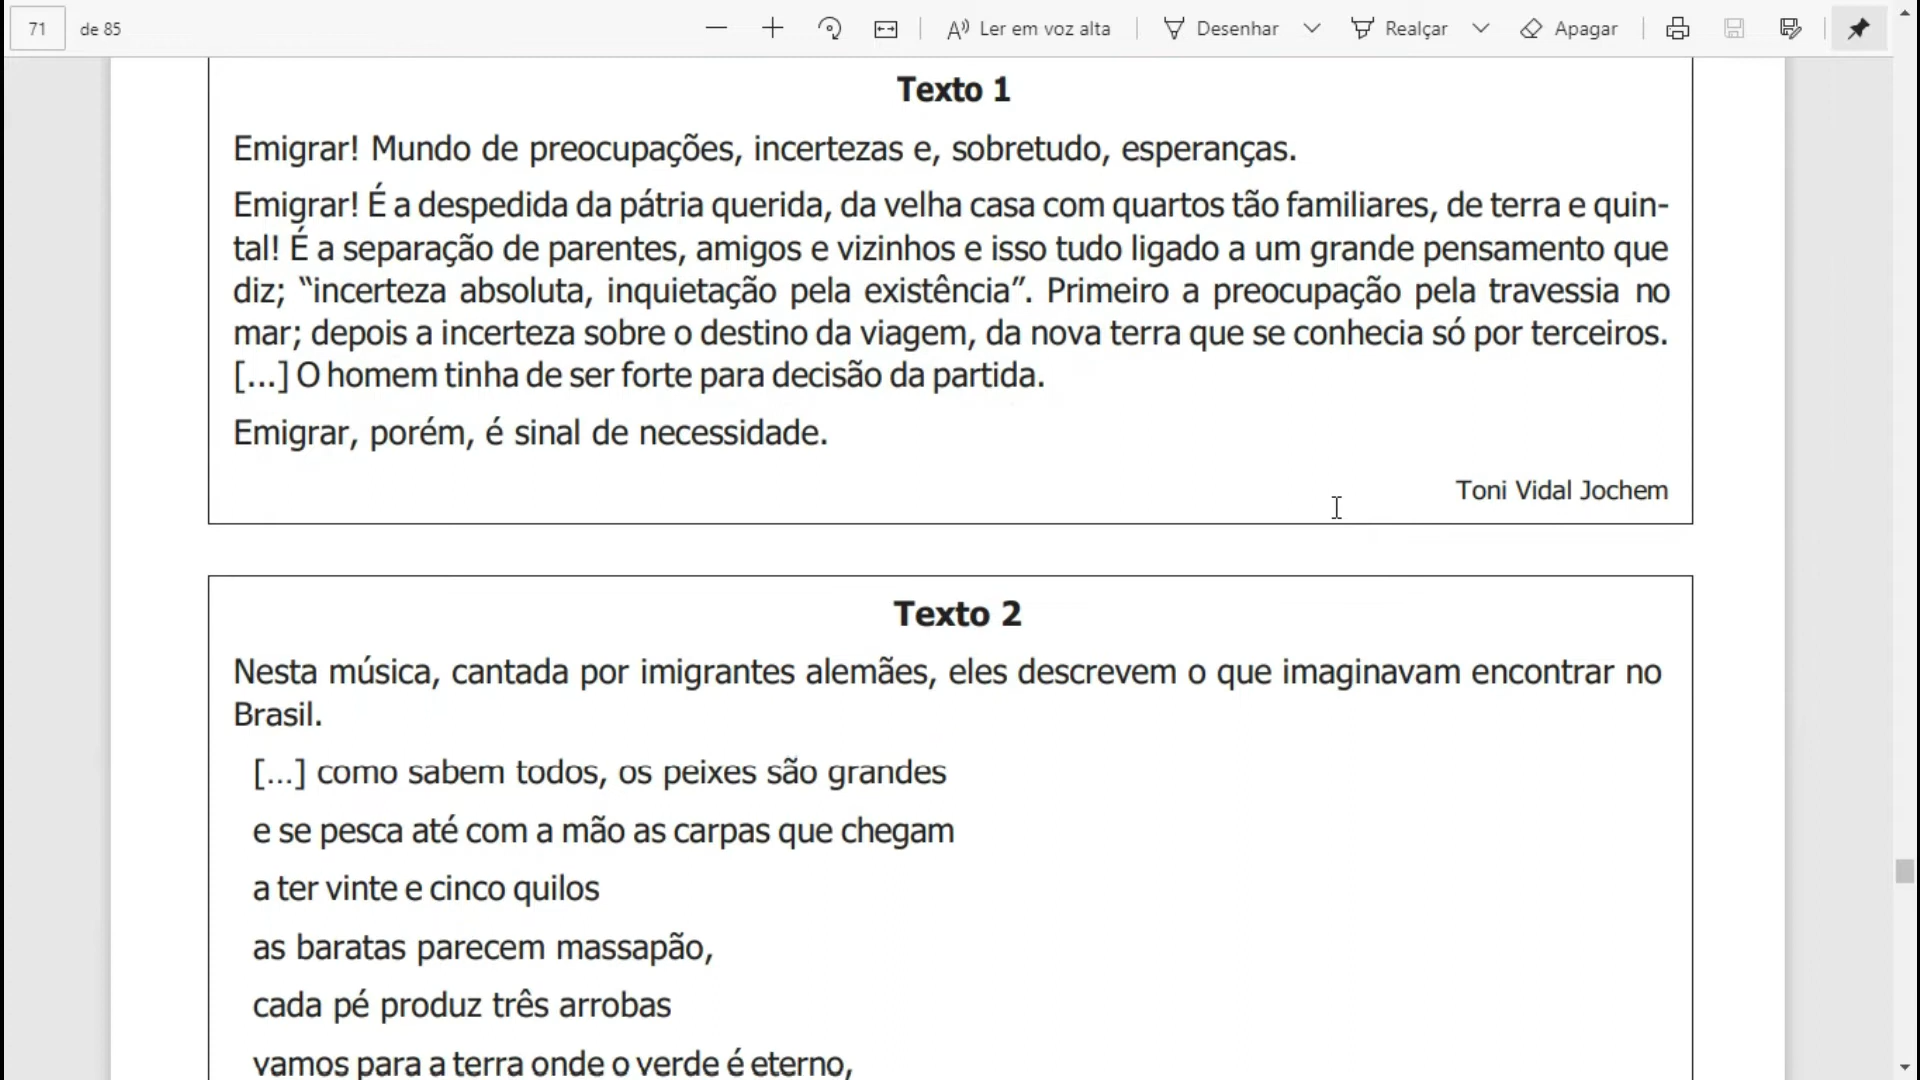 71 de 85 Ler em voz alta Desenhar Realçar Apagar
Texto 1
Emigrar! Mundo de preocupações, incertezas e, sobretudo, esperanças.
Emigrar! É a despedida da pátria querida, da velha casa com quartos tão familiares, de terra e quin-
tal! É a separação de parentes, amigos e vizinhos e isso tudo ligado a um grande pensamento que
diz; “incerteza absoluta, inquietação pela existência”. Primeiro a preocupação pela travessia no
mar; depois a incerteza sobre o destino da viagem, da nova terra que se conhecia só por terceiros.
[...] O homem tinha de ser forte para decisão da partida.
Emigrar, porém, é sinal de necessidade.
Toni Vidal Jochem
Texto 2
Nesta música, cantada por imigrantes alemães, eles descrevem o que imaginavam encontrar no
Brasil.
[...] como sabem todos, os peixes são grandes
e se pesca até com a mão as carpas que chegam
a ter vinte e cinco quilos
as baratas parecem massapão,
cada pé produz três arrobas
vamos para a terra onde o verde é eterno,